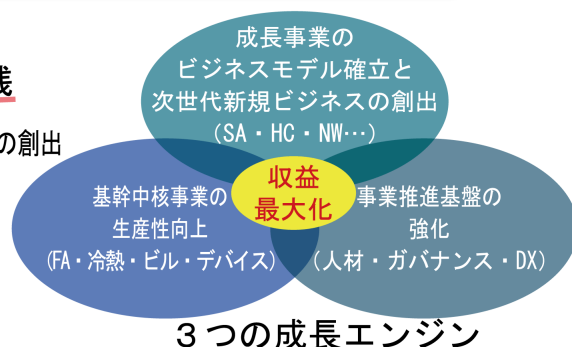 成長事業の
ビジネスモデル確立と
次世代新規ビジネスの創出
(SA・HC・NW…)
践
の創出
収益
最大化
基幹中核事業の
生産性向上
(FA・冷熱・ビル・デバイス)
事業推進基盤の
強化
(人材・ガバナンス・DX)
３つの成長エンジン